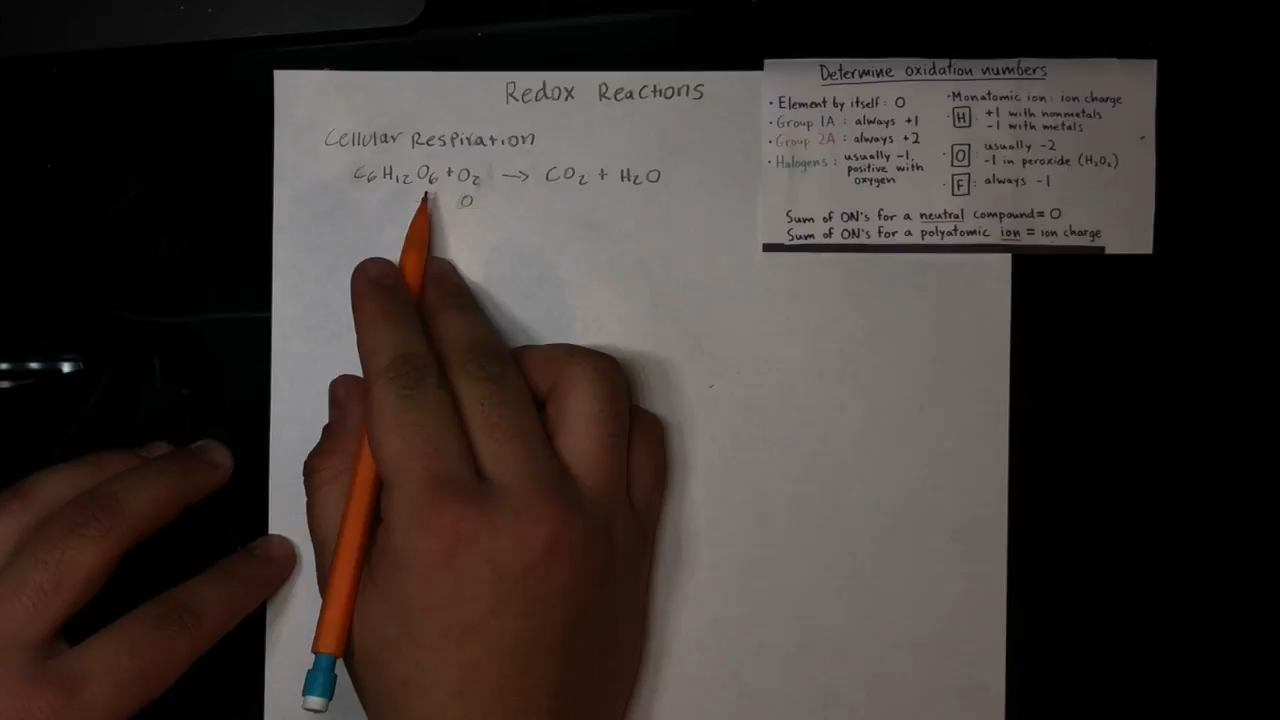 Redox Reactions
Cellular Respiration
C₆H₁₂O₆ + O₂ → CO₂ + H₂O
0
Determine oxidation numbers
• Element by itself: 0
• Group 1A: always +1
• Group 2A: always +2
• Halogens: usually -1,
positive with
oxygen
• Monatomic ion: ion charge
• H +1 with nonmetals
-1 with metals
• O usually -2
-1 in peroxide (H₂O₂)
• F: always -1
Sum of ON's for a neutral compound = 0
Sum of ON's for a polyatomic ion = ion charge